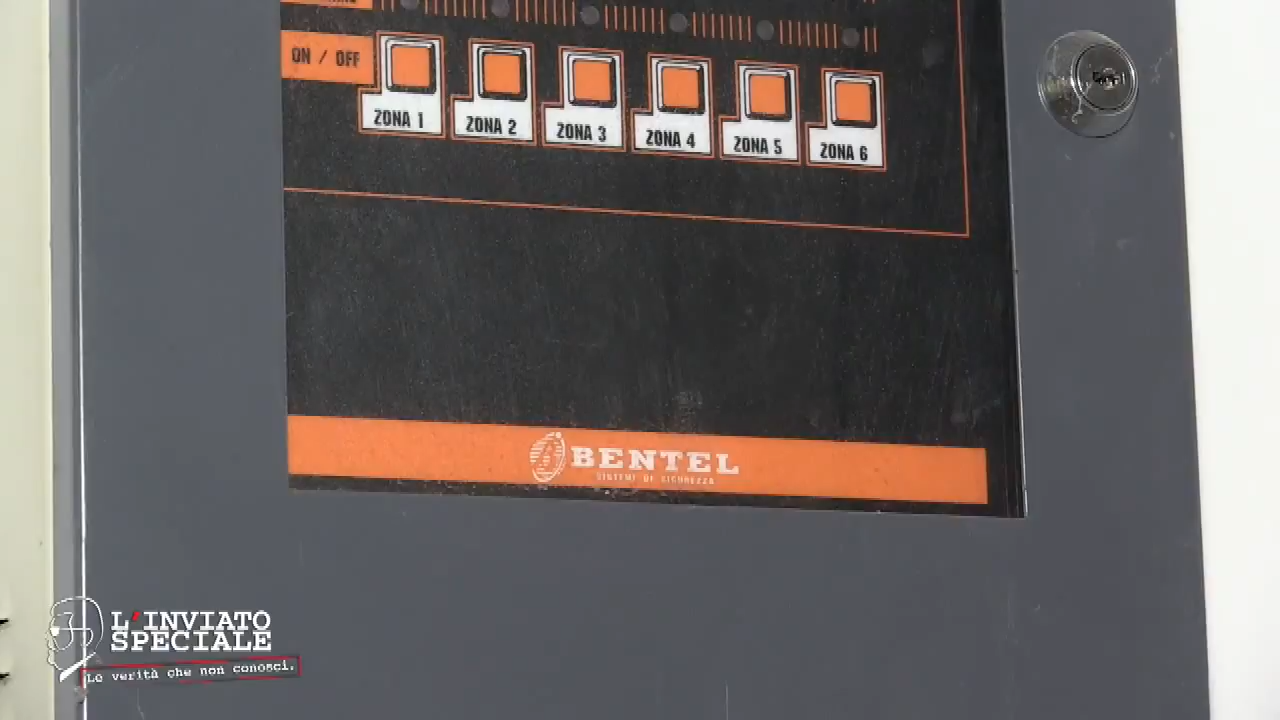 ON / OFF
ZONA 1
ZONA 2
ZONA 3
ZONA 4
ZONA 5
ZONA 6
BENTEL
SISTEMI DI SICUREZZA
L'INVIATO
SPECIALE
Le verità che non conosci.